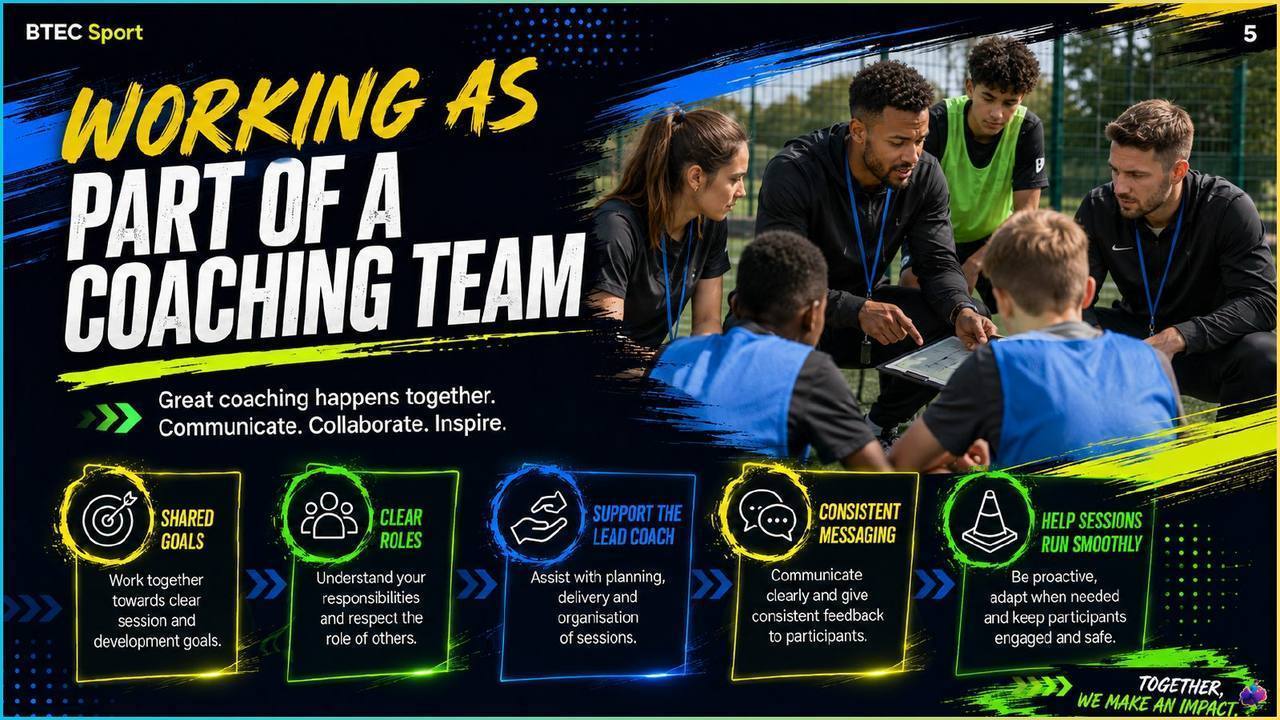 BTEC Sport
5
WORKING AS
PART OF A
COACHING TEAM
Great coaching happens together.
Communicate. Collaborate. Inspire.
SHARED
GOALS
Work together
towards clear
session and
development goals.
CLEAR
ROLES
Understand your
responsibilities
and respect the
role of others.
SUPPORT THE
LEAD COACH
Assist with planning,
delivery and
organisation
of sessions.
CONSISTENT
MESSAGING
Communicate
clearly and give
consistent feedback
to participants.
HELP SESSIONS
RUN SMOOTHLY
Be proactive,
adapt when needed
and keep participants
engaged and safe.
TOGETHER,
WE MAKE AN IMPACT.